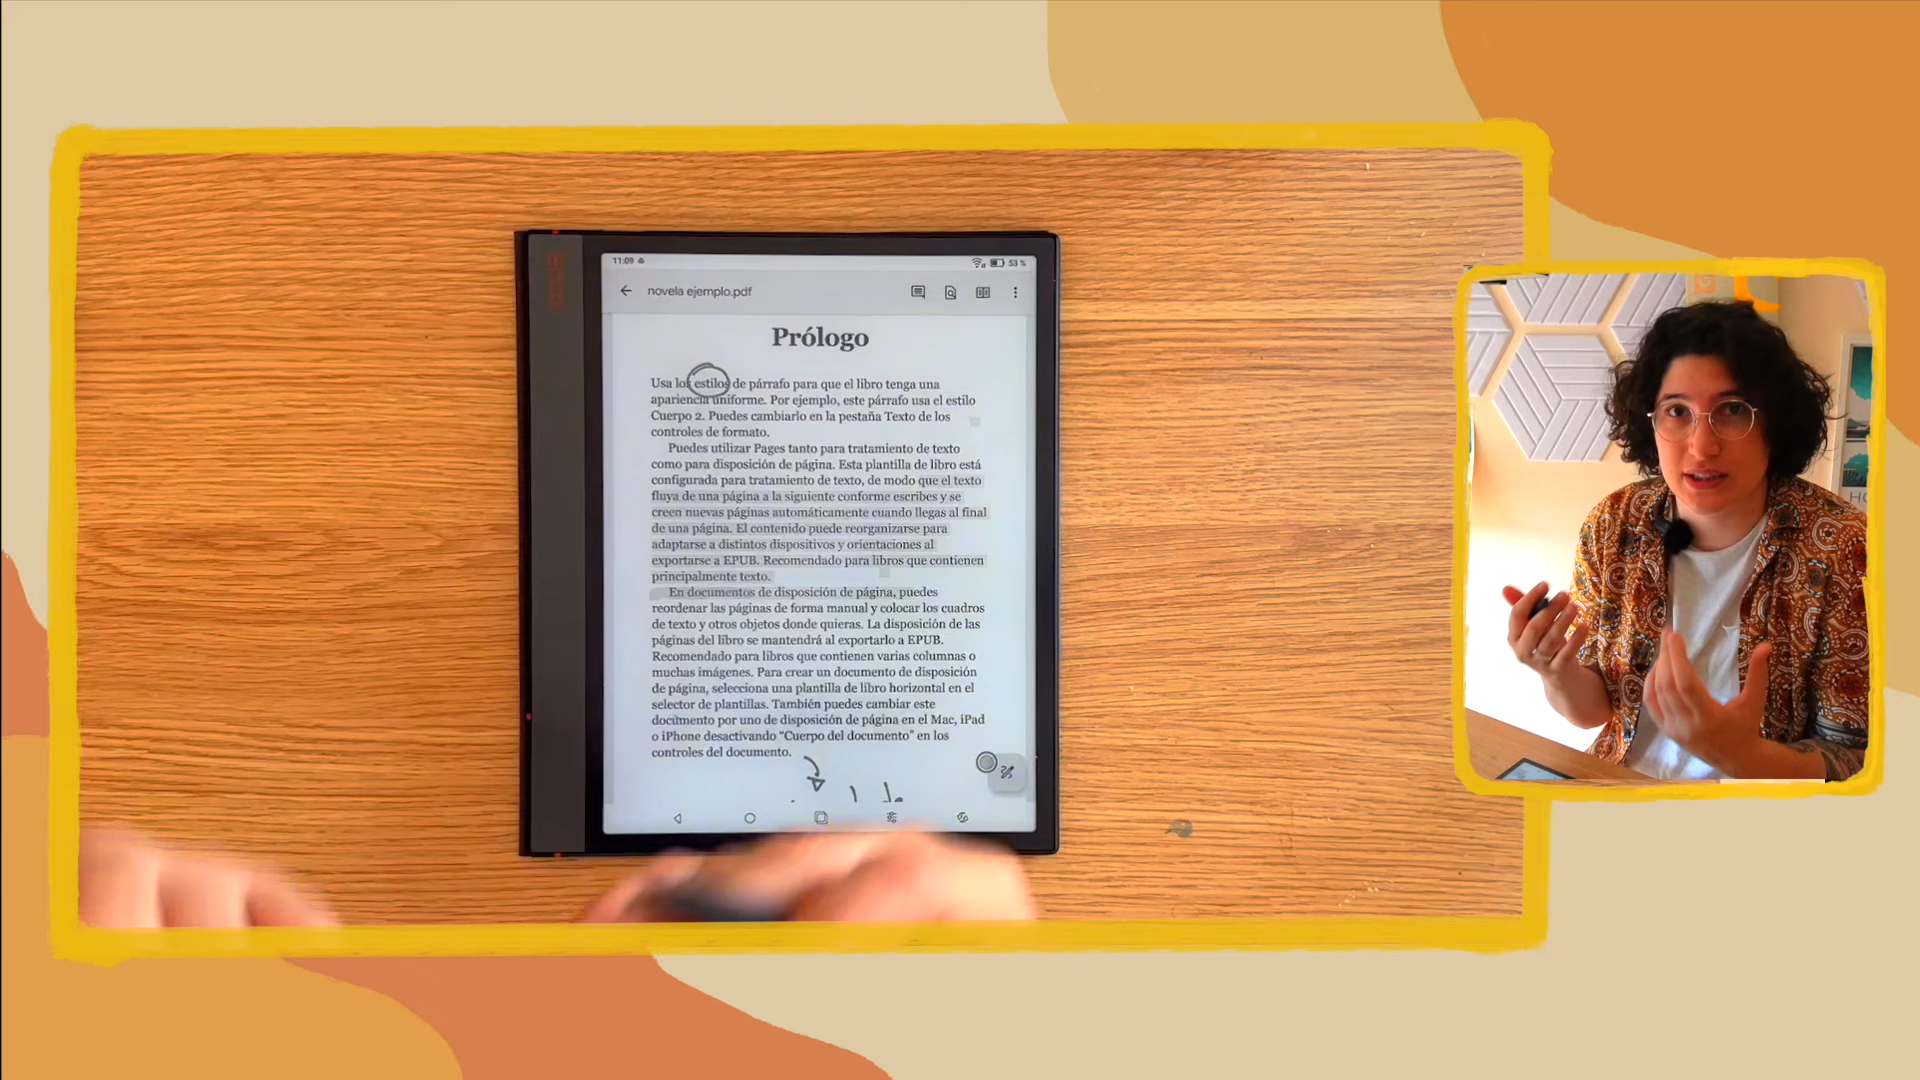 11:09
53 %
novela ejemplo.pdf
Prólogo
Usa los estilos de párrafo para que el libro tenga una
apariencia uniforme. Por ejemplo, este párrafo usa el estilo
Cuerpo 2. Puedes cambiarlo en la pestaña Texto de los
controles de formato.
Puedes utilizar Pages tanto para tratamiento de texto
como para disposición de página. Esta plantilla de libro está
configurada para tratamiento de texto, de modo que el texto
fluya de una página a la siguiente conforme escribes y se
creen nuevas páginas automáticamente cuando llegas al final
de una página. El contenido puede reorganizarse para
adaptarse a distintos dispositivos y orientaciones al
exportarse a EPUB. Recomendado para libros que contienen
principalmente texto.
En documentos de disposición de página, puedes
reordenar las páginas de forma manual y colocar los cuadros
de texto y otros objetos donde quieras. La disposición de las
páginas del libro se mantendrá al exportarlo a EPUB.
Recomendado para libros que contienen varias columnas o
muchas imágenes. Para crear un documento de disposición
de página, selecciona una plantilla de libro horizontal en el
selector de plantillas. También puedes cambiar este
documento por uno de disposición de página en el Mac, iPad
o iPhone desactivando “Cuerpo del documento” en los
controles del documento.